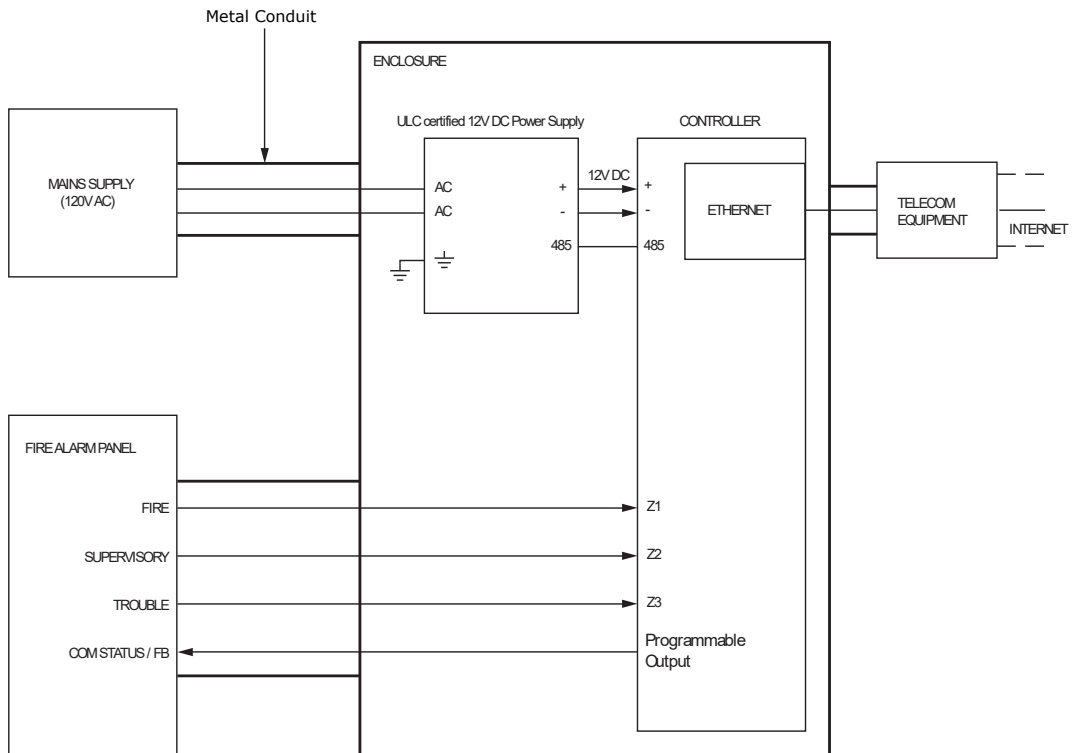 Metal Conduit
ENCLOSURE
ULC certified 12V DC Power Supply
CONTROLLER
MAINS SUPPLY
(120V AC)
AC
AC
+
-
485
12V DC
+
-
485
ETHERNET
TELECOM
EQUIPMENT
INTERNET
FIRE ALARM PANEL
FIRE
SUPERVISORY
TROUBLE
COM STATUS / FB
Z1
Z2
Z3
Programmable
Output